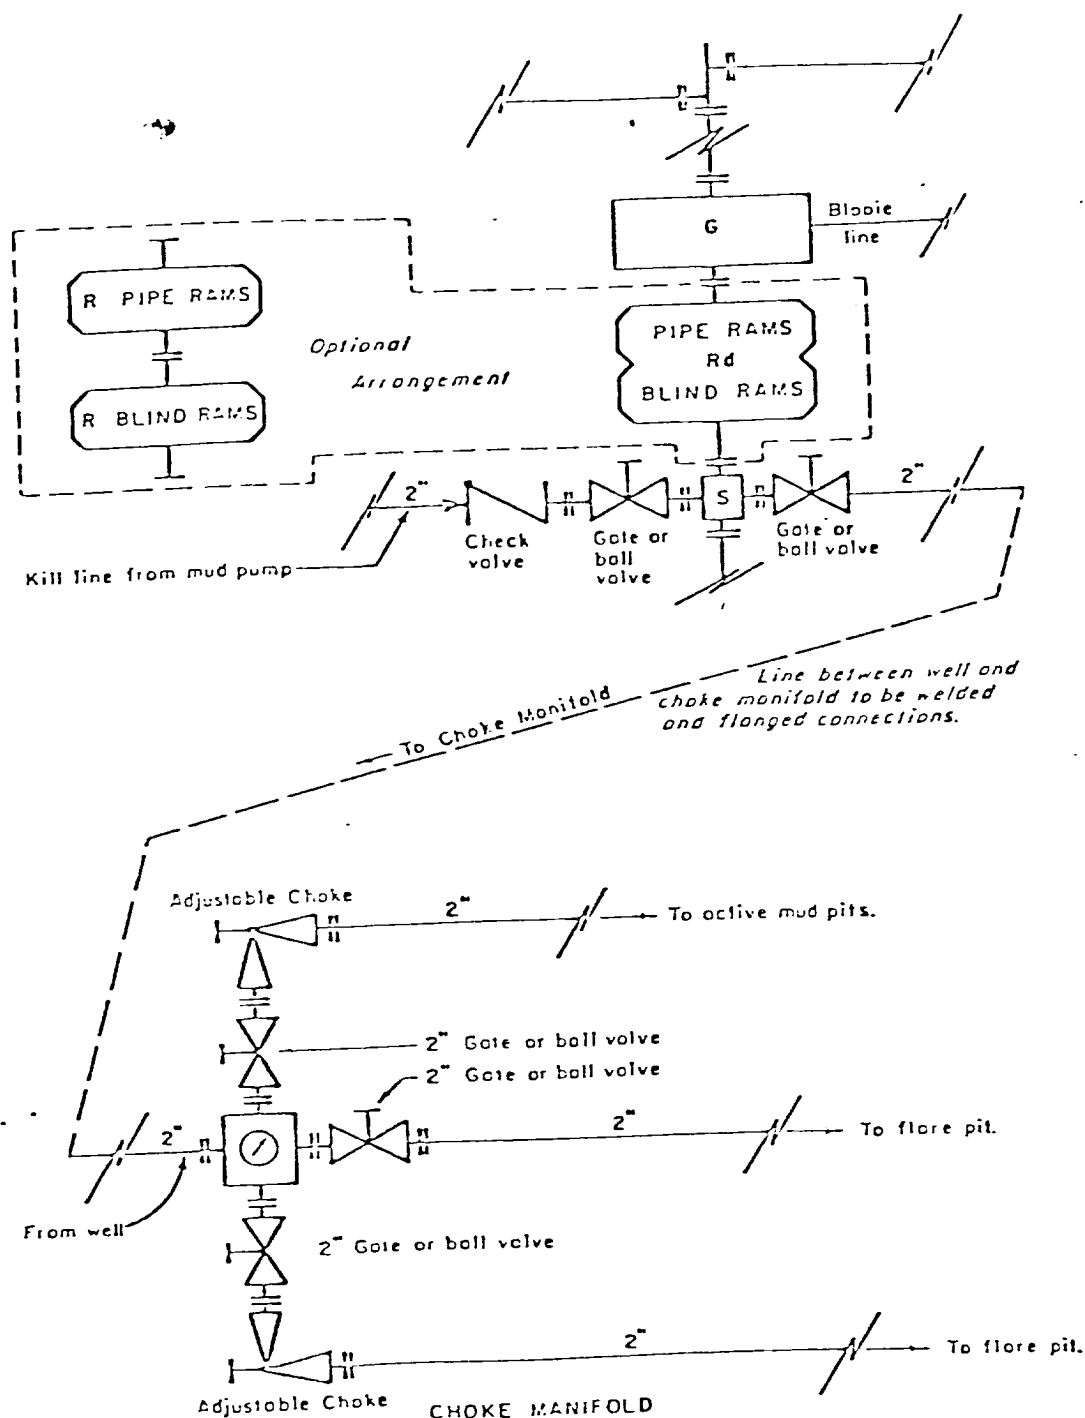 G
Blooie
line
R PIPE RAMS
R BLIND RAMS
Optional
Arrangement
PIPE RAMS
Rd
BLIND RAMS
2"
S
2"
Check
valve
Gate or
ball
valve
Gate or
ball valve
Kill line from mud pump
Line between well and
choke manifold to be welded
and flanged connections.
To Choke Manifold
Adjustable Choke
2"
To active mud pits.
2" Gate or ball valve
2" Gate or ball valve
2"
2"
To flare pit.
From well
2" Gate or ball valve
2"
To flare pit.
Adjustable Choke
CHOKE MANIFOLD